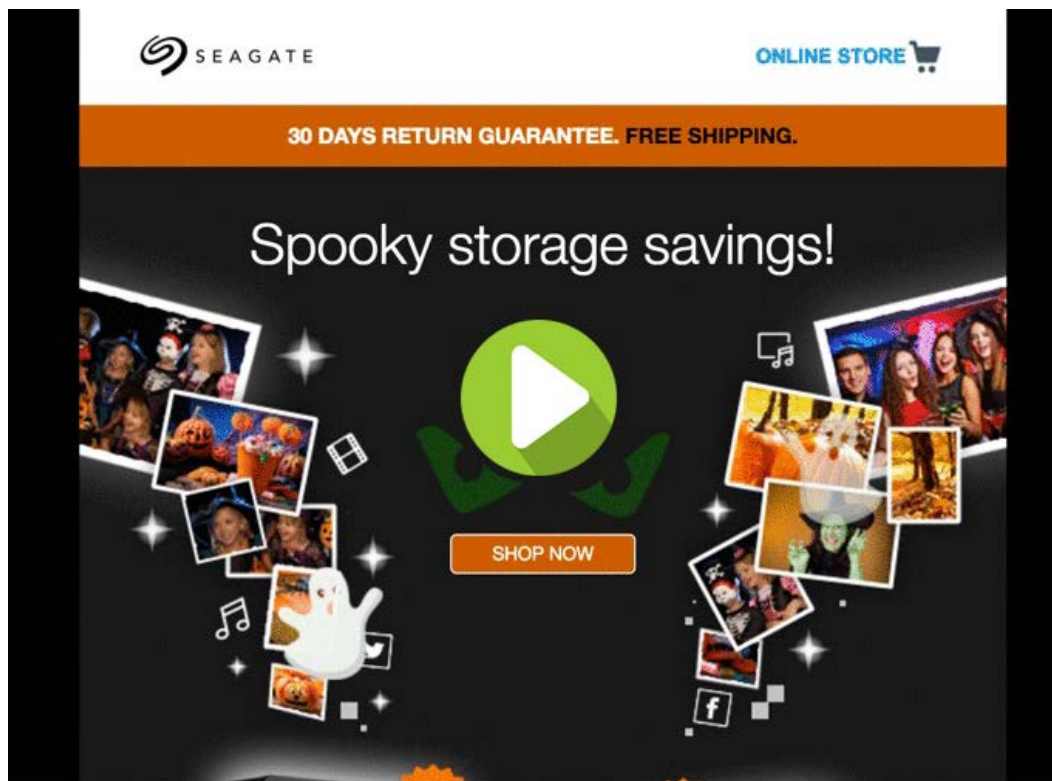 SEAGATE
ONLINE STORE
30 DAYS RETURN GUARANTEE. FREE SHIPPING.
Spooky storage savings!
SHOP NOW
f